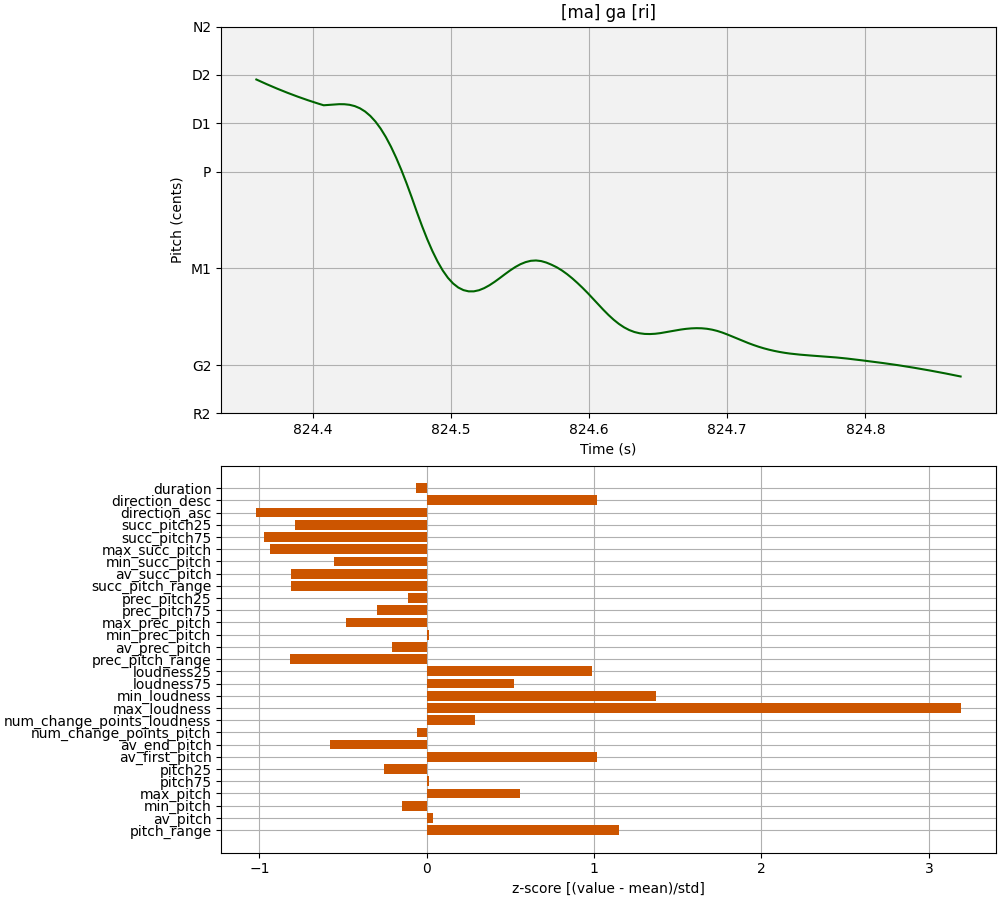 [ma] ga [ri]
N2
D2
D1
P
M1
G2
R2
Pitch (cents)
824.4 824.5 824.6 824.7 824.8
Time (s)
duration
direction_desc
direction_asc
succ_pitch25
succ_pitch75
max_succ_pitch
min_succ_pitch
av_succ_pitch
succ_pitch_range
prec_pitch25
prec_pitch75
max_prec_pitch
min_prec_pitch
av_prec_pitch
prec_pitch_range
loudness25
loudness75
min_loudness
max_loudness
num_change_points_loudness
num_change_points_pitch
av_end_pitch
av_first_pitch
pitch25
pitch75
max_pitch
min_pitch
av_pitch
pitch_range
−1 0 1 2 3
z-score [(value - mean)/std]